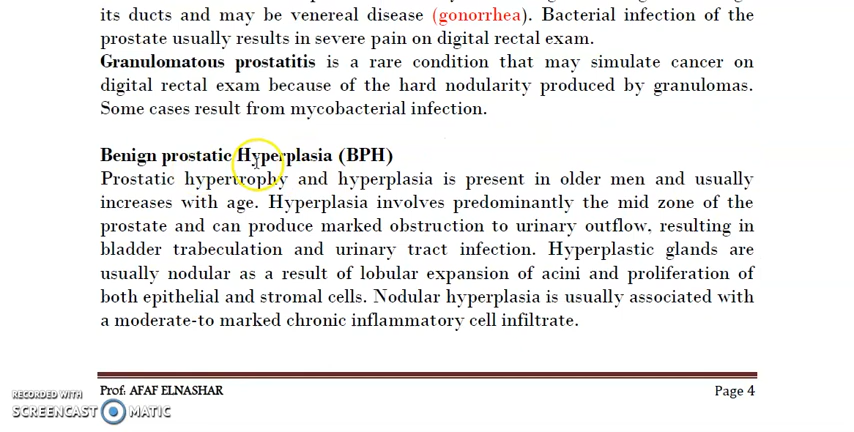 its ducts and may be venereal disease (gonorrhea). Bacterial infection of the
prostate usually results in severe pain on digital rectal exam.
Granulomatous prostatitis is a rare condition that may simulate cancer on
digital rectal exam because of the hard nodularity produced by granulomas.
Some cases result from mycobacterial infection.
Benign prostatic Hyperplasia (BPH)
Prostatic hypertrophy and hyperplasia is present in older men and usually
increases with age. Hyperplasia involves predominantly the mid zone of the
prostate and can produce marked obstruction to urinary outflow, resulting in
bladder trabeculation and urinary tract infection. Hyperplastic glands are
usually nodular as a result of lobular expansion of acini and proliferation of
both epithelial and stromal cells. Nodular hyperplasia is usually associated with
a moderate-to marked chronic inflammatory cell infiltrate.
Prof: AFAF ELNASHAR Page 4
RECORDED WITH
SCREENCAST MATIC